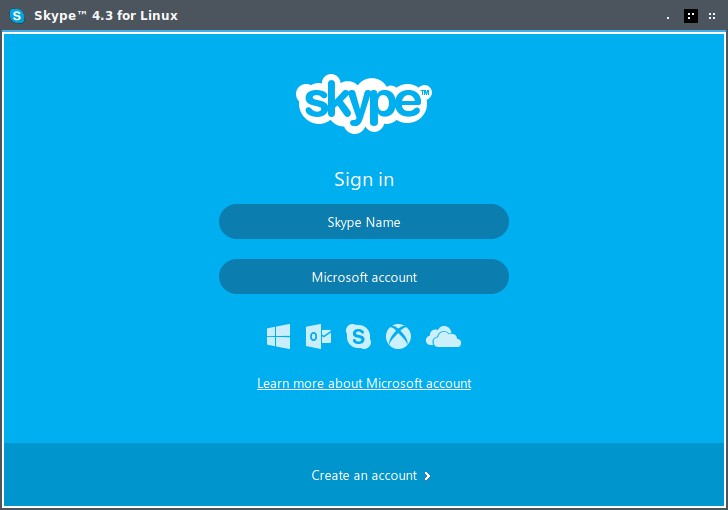 Skype™ 4.3 for Linux
skype™
Sign in
Skype Name
Microsoft account
Learn more about Microsoft account
Create an account